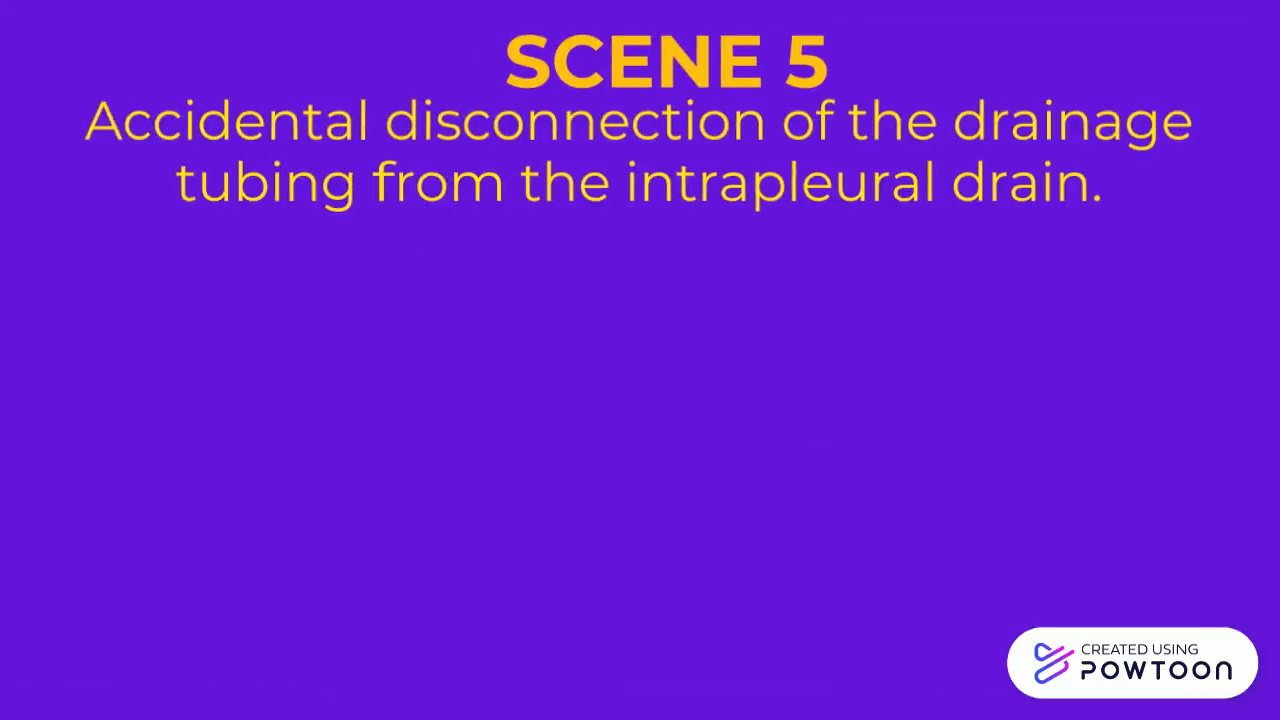 SCENE 5
Accidental disconnection of the drainage
tubing from the intrapleural drain.
CREATED USING
POWTOON